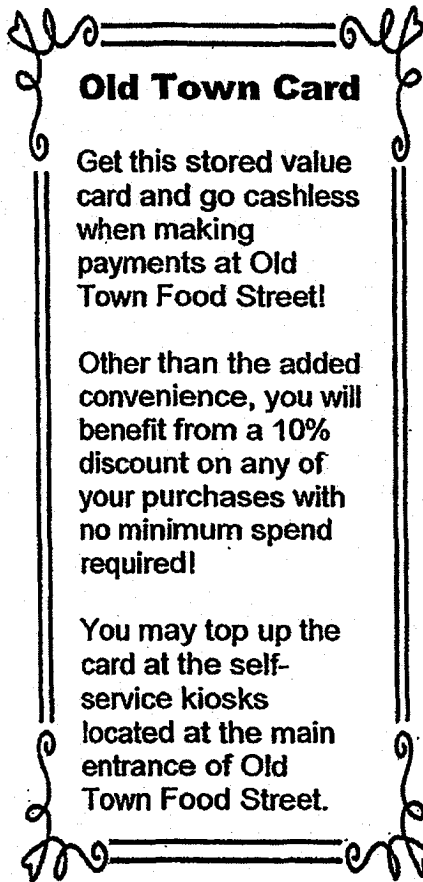 Old Town Card
Get this stored value
card and go cashless
when making
payments at Old
Town Food Street!
Other than the added
convenience, you will
benefit from a 10%
discount on any of
your purchases with
no minimum spend
required!
You may top up the
card at the self-
service kiosks
located at the main
entrance of Old
Town Food Street.